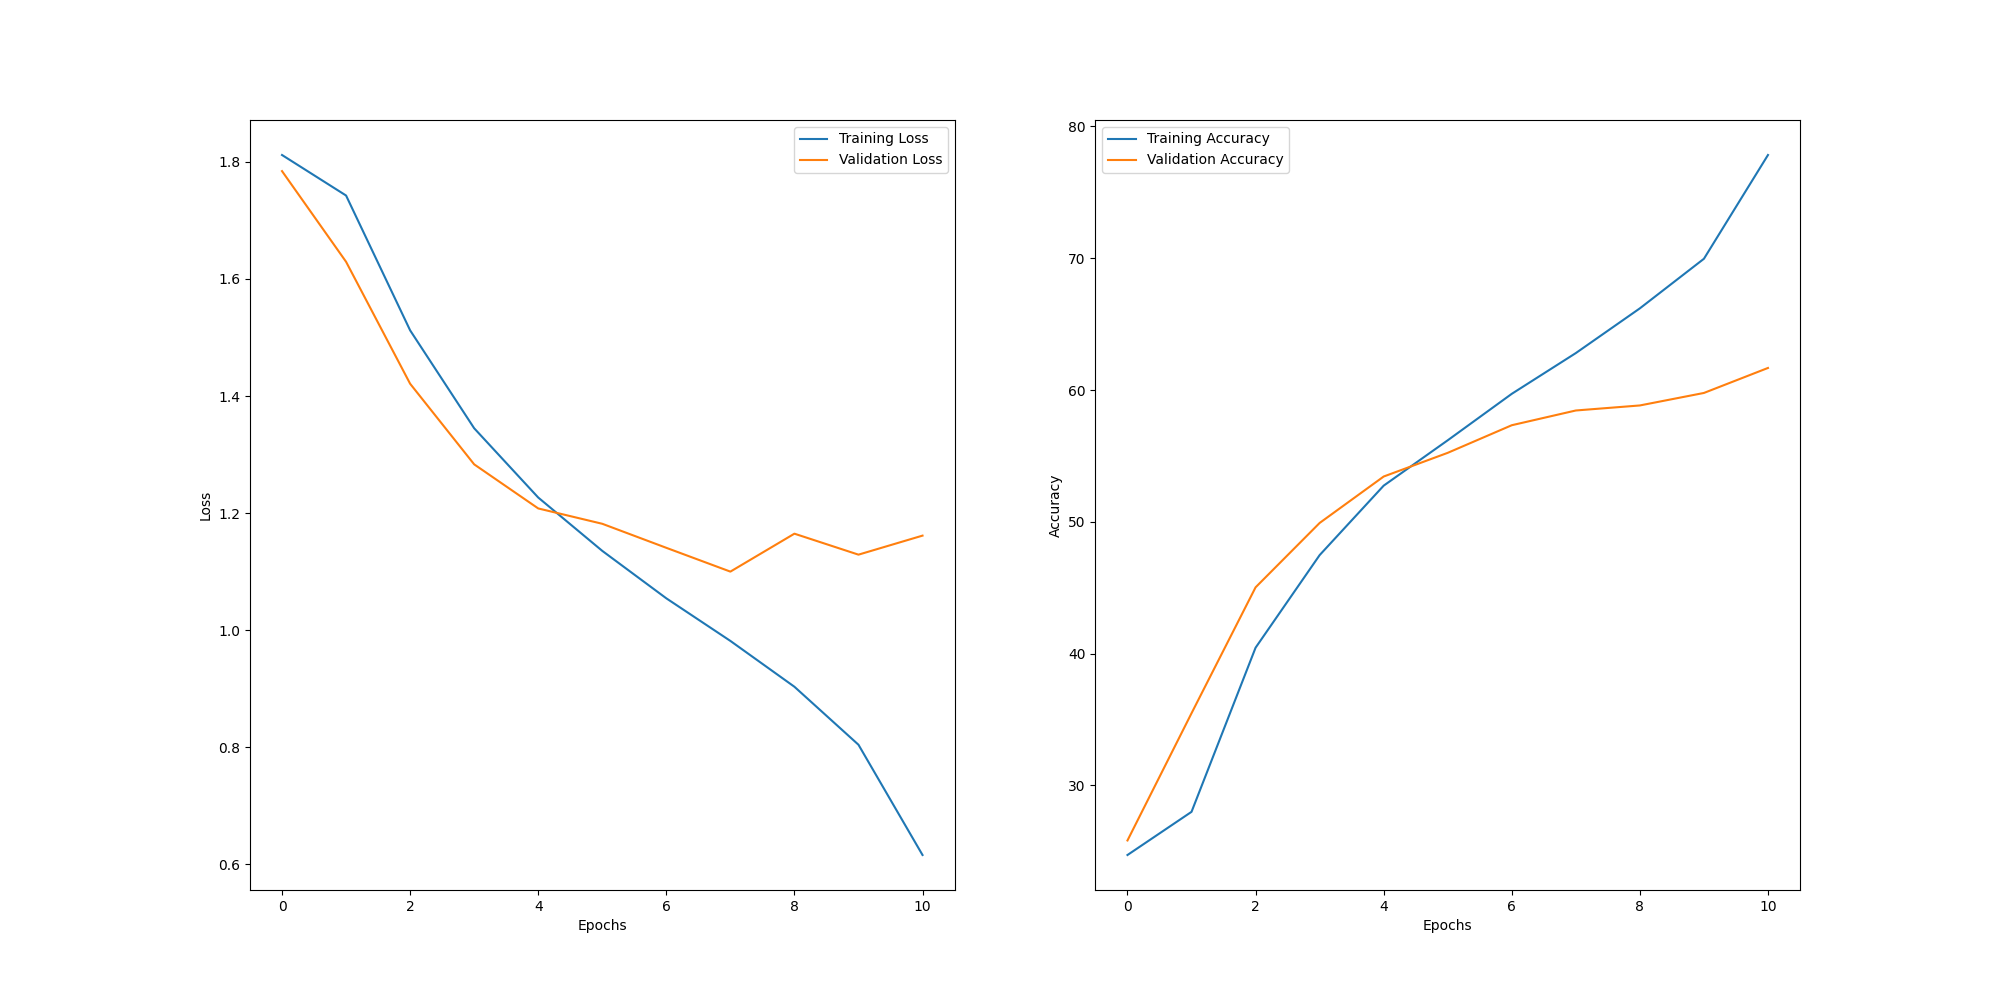 Training Loss
Validation Loss
1.8
1.6
1.4
1.2
1.0
0.8
0.6
Loss
0 2 4 6 8 10
Epochs
Training Accuracy
Validation Accuracy
80
70
60
50
40
30
Accuracy
0 2 4 6 8 10
Epochs